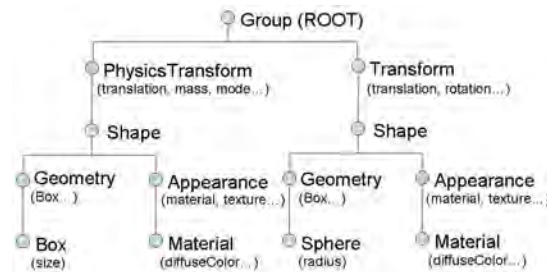 Group (ROOT)
PhysicsTransform
(translation, mass, mode...)
Transform
(translation, rotation...)
Shape
Shape
Geometry
(Box...)
Appearance
(material, texture...)
Geometry
(Box...)
Appearance
(material, texture...)
Box
(size)
Material
(diffuseColor...)
Sphere
(radius)
Material
(diffuseColor...)